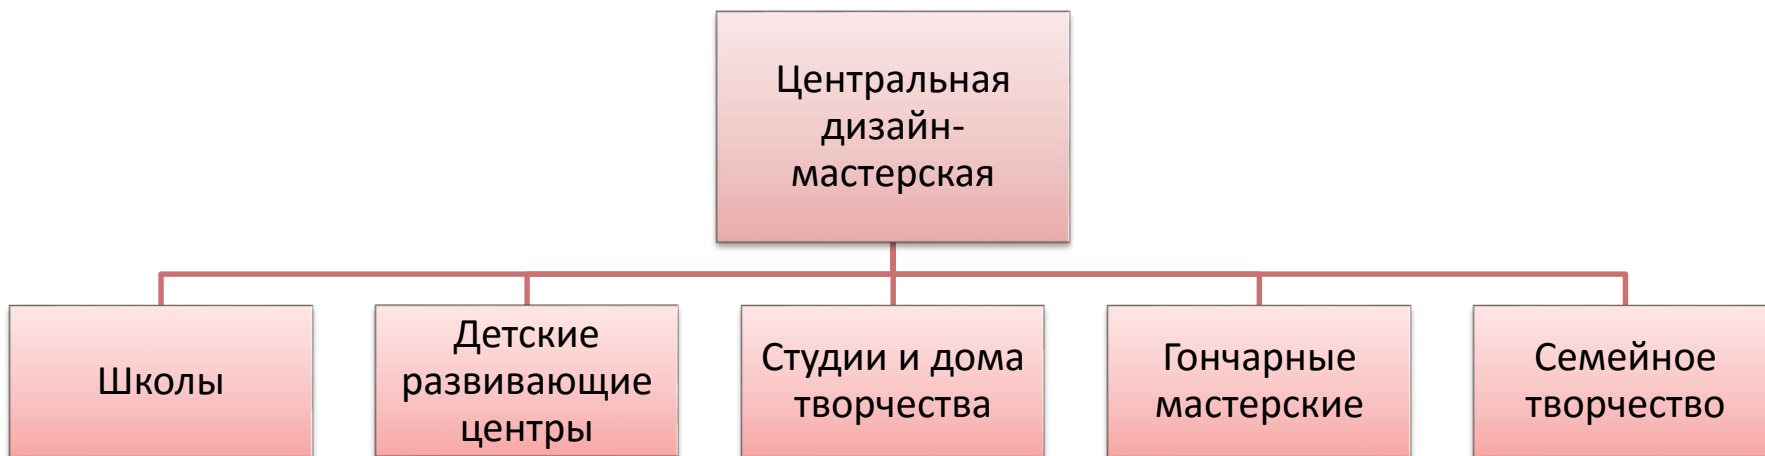 Центральная
дизайн-
мастерская
Школы
Детские
развивающие
центры
Студии и дома
творчества
Гончарные
мастерские
Семейное
творчество